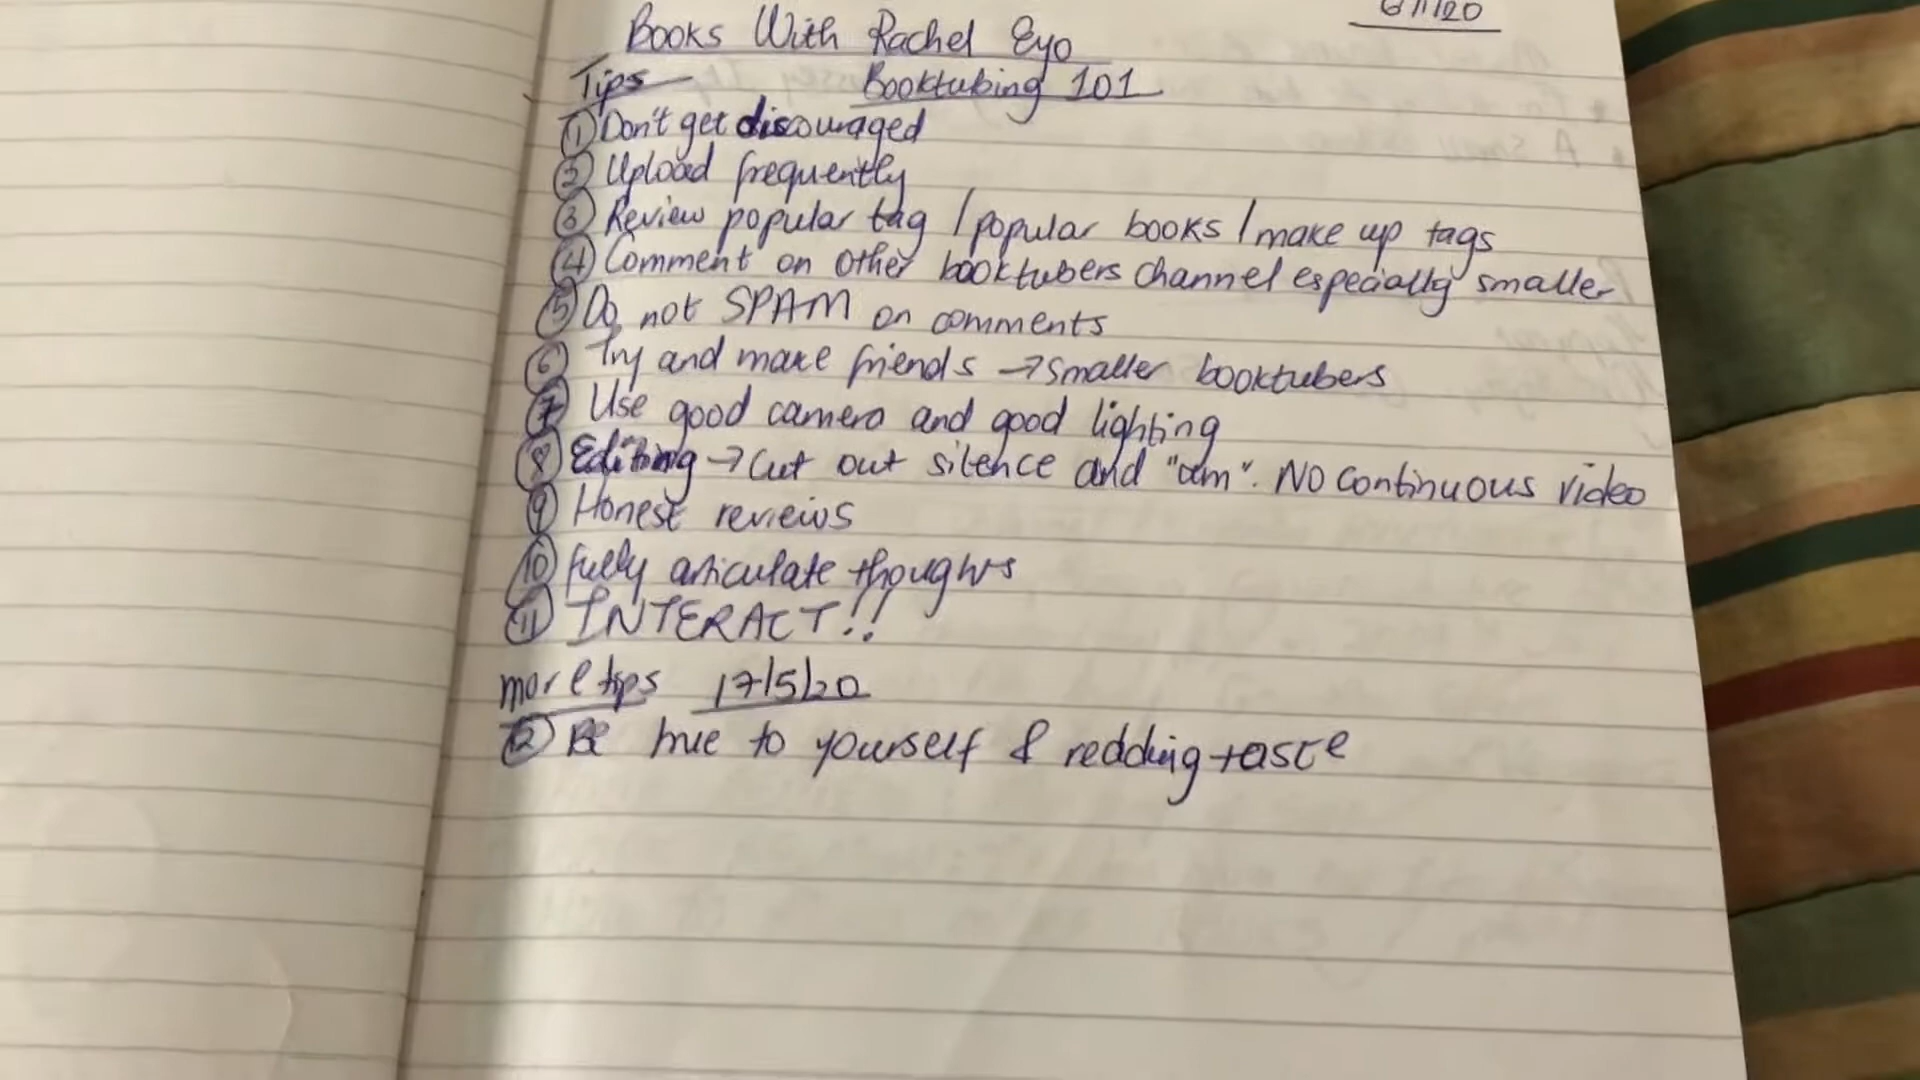 6/1/20
Books With Rachel Eyo
Tips Booktubing 101
① Don't get discouraged
② Upload frequently
③ Review popular tag / popular books / make up tags
④ Comment on other booktubers channel especially smaller
⑤ Do not SPAM on comments
⑥ Try and make friends → smaller booktubers
⑦ Use good camera and good lighting
⑧ Editing → Cut out silence and "um". NO continuous video
⑨ Honest reviews
⑩ fully articulate thoughts
⑪ INTERACT!!
more tips 17/5/20
⑫ Be true to yourself & redding taste